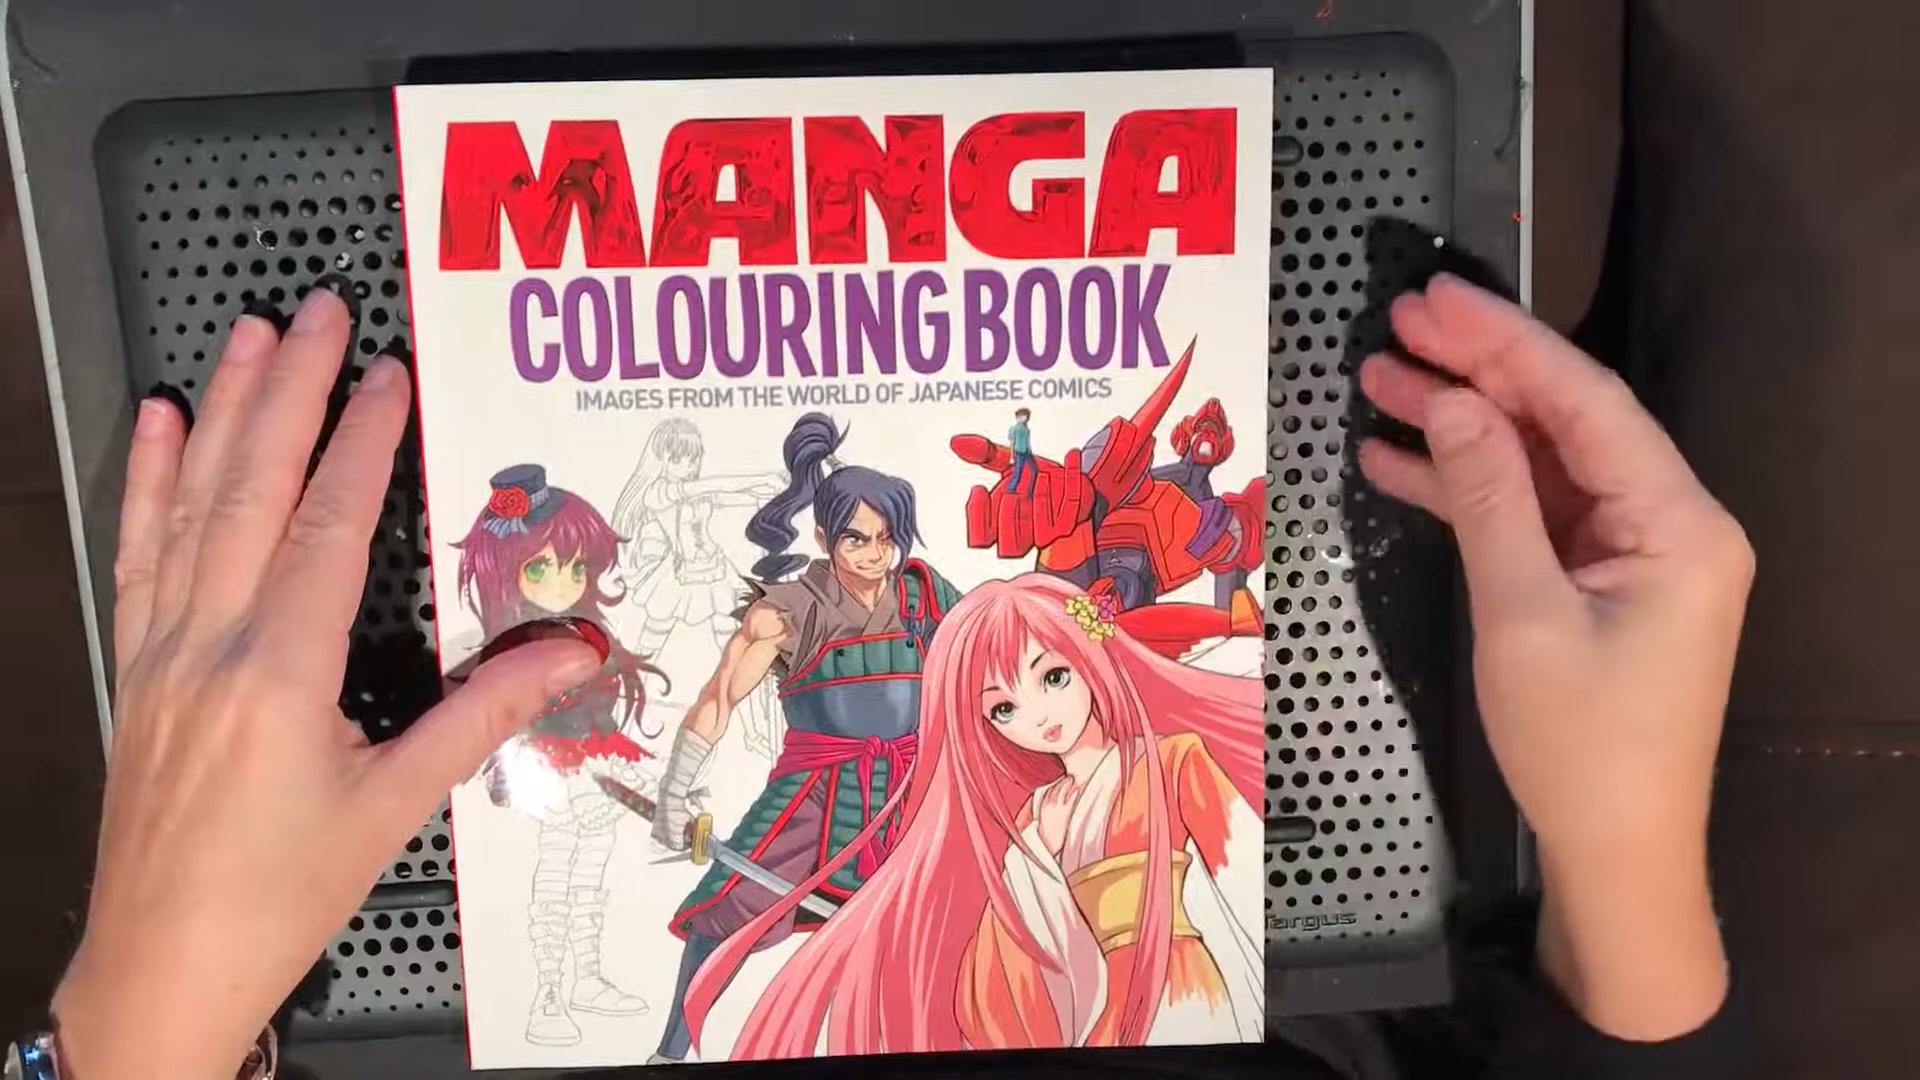 MANGA
COLOURING BOOK
IMAGES FROM THE WORLD OF JAPANESE COMICS
Targus